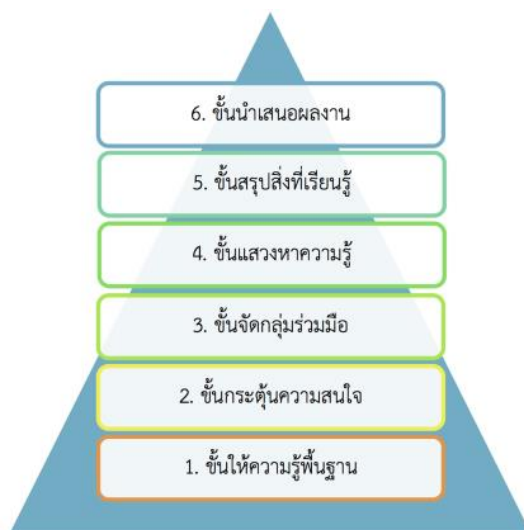 6. ขั้นนำเสนอผลงาน
5. ขั้นสรุปสิ่งที่เรียนรู้
4. ขั้นแสวงหาความรู้
3. ขั้นจัดกลุ่มร่วมมือ
2. ขั้นกระตุ้นความสนใจ
1. ขั้นให้ความรู้พื้นฐาน